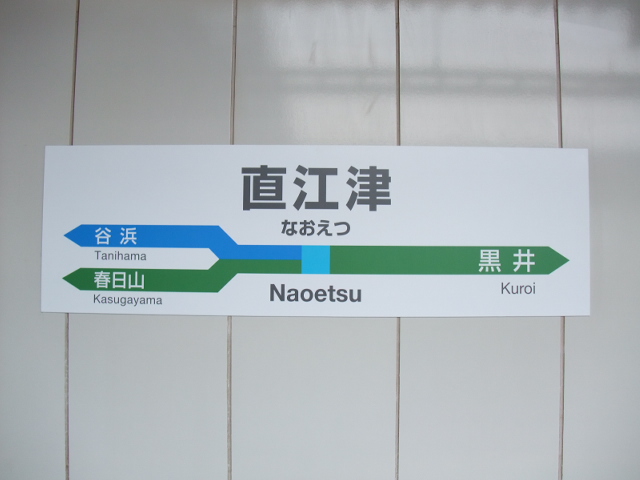 直江津
なおえつ
谷浜
Tanihama
春日山
Kasugayama
Naoetsu
黒井
Kuroi